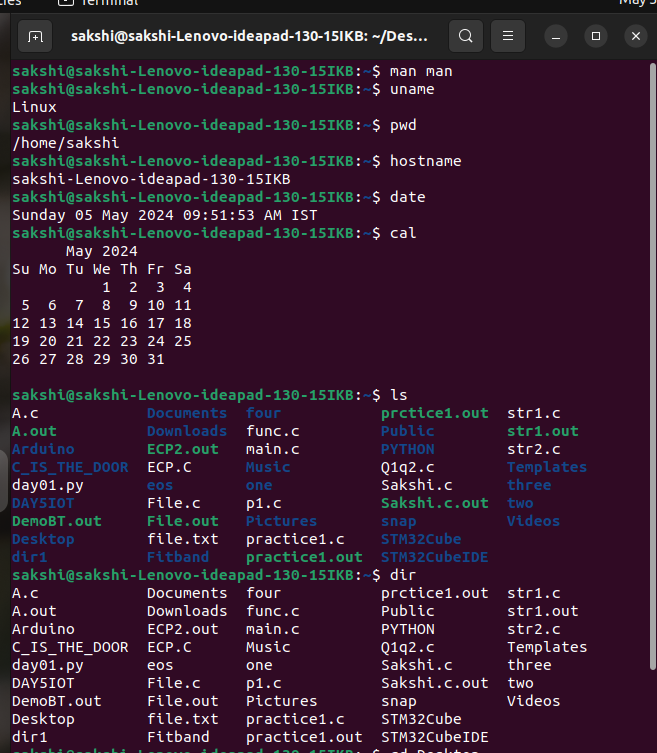 Terminal
May 5
sakshi@sakshi-Lenovo-ideapad-130-15IKB: ~/Des...
sakshi@sakshi-Lenovo-ideapad-130-15IKB:~$ man man
sakshi@sakshi-Lenovo-ideapad-130-15IKB:~$ uname
Linux
sakshi@sakshi-Lenovo-ideapad-130-15IKB:~$ pwd
/home/sakshi
sakshi@sakshi-Lenovo-ideapad-130-15IKB:~$ hostname
sakshi-Lenovo-ideapad-130-15IKB
sakshi@sakshi-Lenovo-ideapad-130-15IKB:~$ date
Sunday 05 May 2024 09:51:53 AM IST
sakshi@sakshi-Lenovo-ideapad-130-15IKB:~$ cal
      May 2024
Su Mo Tu We Th Fr Sa
          1  2  3  4
 5  6  7  8  9 10 11
12 13 14 15 16 17 18
19 20 21 22 23 24 25
26 27 28 29 30 31
sakshi@sakshi-Lenovo-ideapad-130-15IKB:~$ ls
A.c            Documents  four         prctice1.out  str1.c
A.out          Downloads  func.c       Public        str1.out
Arduino        ECP2.out   main.c       PYTHON        str2.c
C_IS_THE_DOOR  ECP.C      Music        Q1q2.c        Templates
day01.py       eos        one          Sakshi.c      three
DAY5IOT        File.c     p1.c         Sakshi.c.out  two
DemoBT.out     File.out   Pictures     snap          Videos
Desktop        file.txt   practice1.c  STM32Cube
dir1           Fitband    practice1.out  STM32CubeIDE
sakshi@sakshi-Lenovo-ideapad-130-15IKB:~$ dir
A.c            Documents  four         prctice1.out  str1.c
A.out          Downloads  func.c       Public        str1.out
Arduino        ECP2.out   main.c       PYTHON        str2.c
C_IS_THE_DOOR  ECP.C      Music        Q1q2.c        Templates
day01.py       eos        one          Sakshi.c      three
DAY5IOT        File.c     p1.c         Sakshi.c.out  two
DemoBT.out     File.out   Pictures     snap          Videos
Desktop        file.txt   practice1.c  STM32Cube
dir1           Fitband    practice1.out  STM32CubeIDE